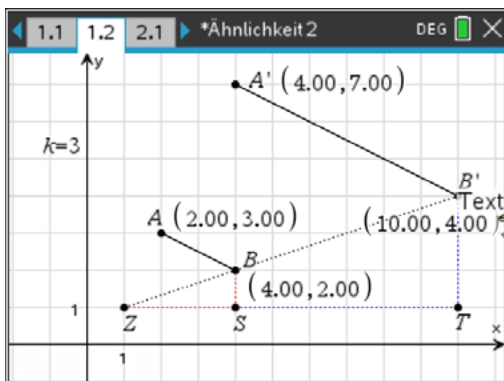 1.1 1.2 2.1 *Ähnlichkeit 2 DEG
y
A' (4.00,7.00)
k=3
B'
Text
A (2.00,3.00)
(10.00,4.00)
B
(4.00,2.00)
1
Z S T
x
1